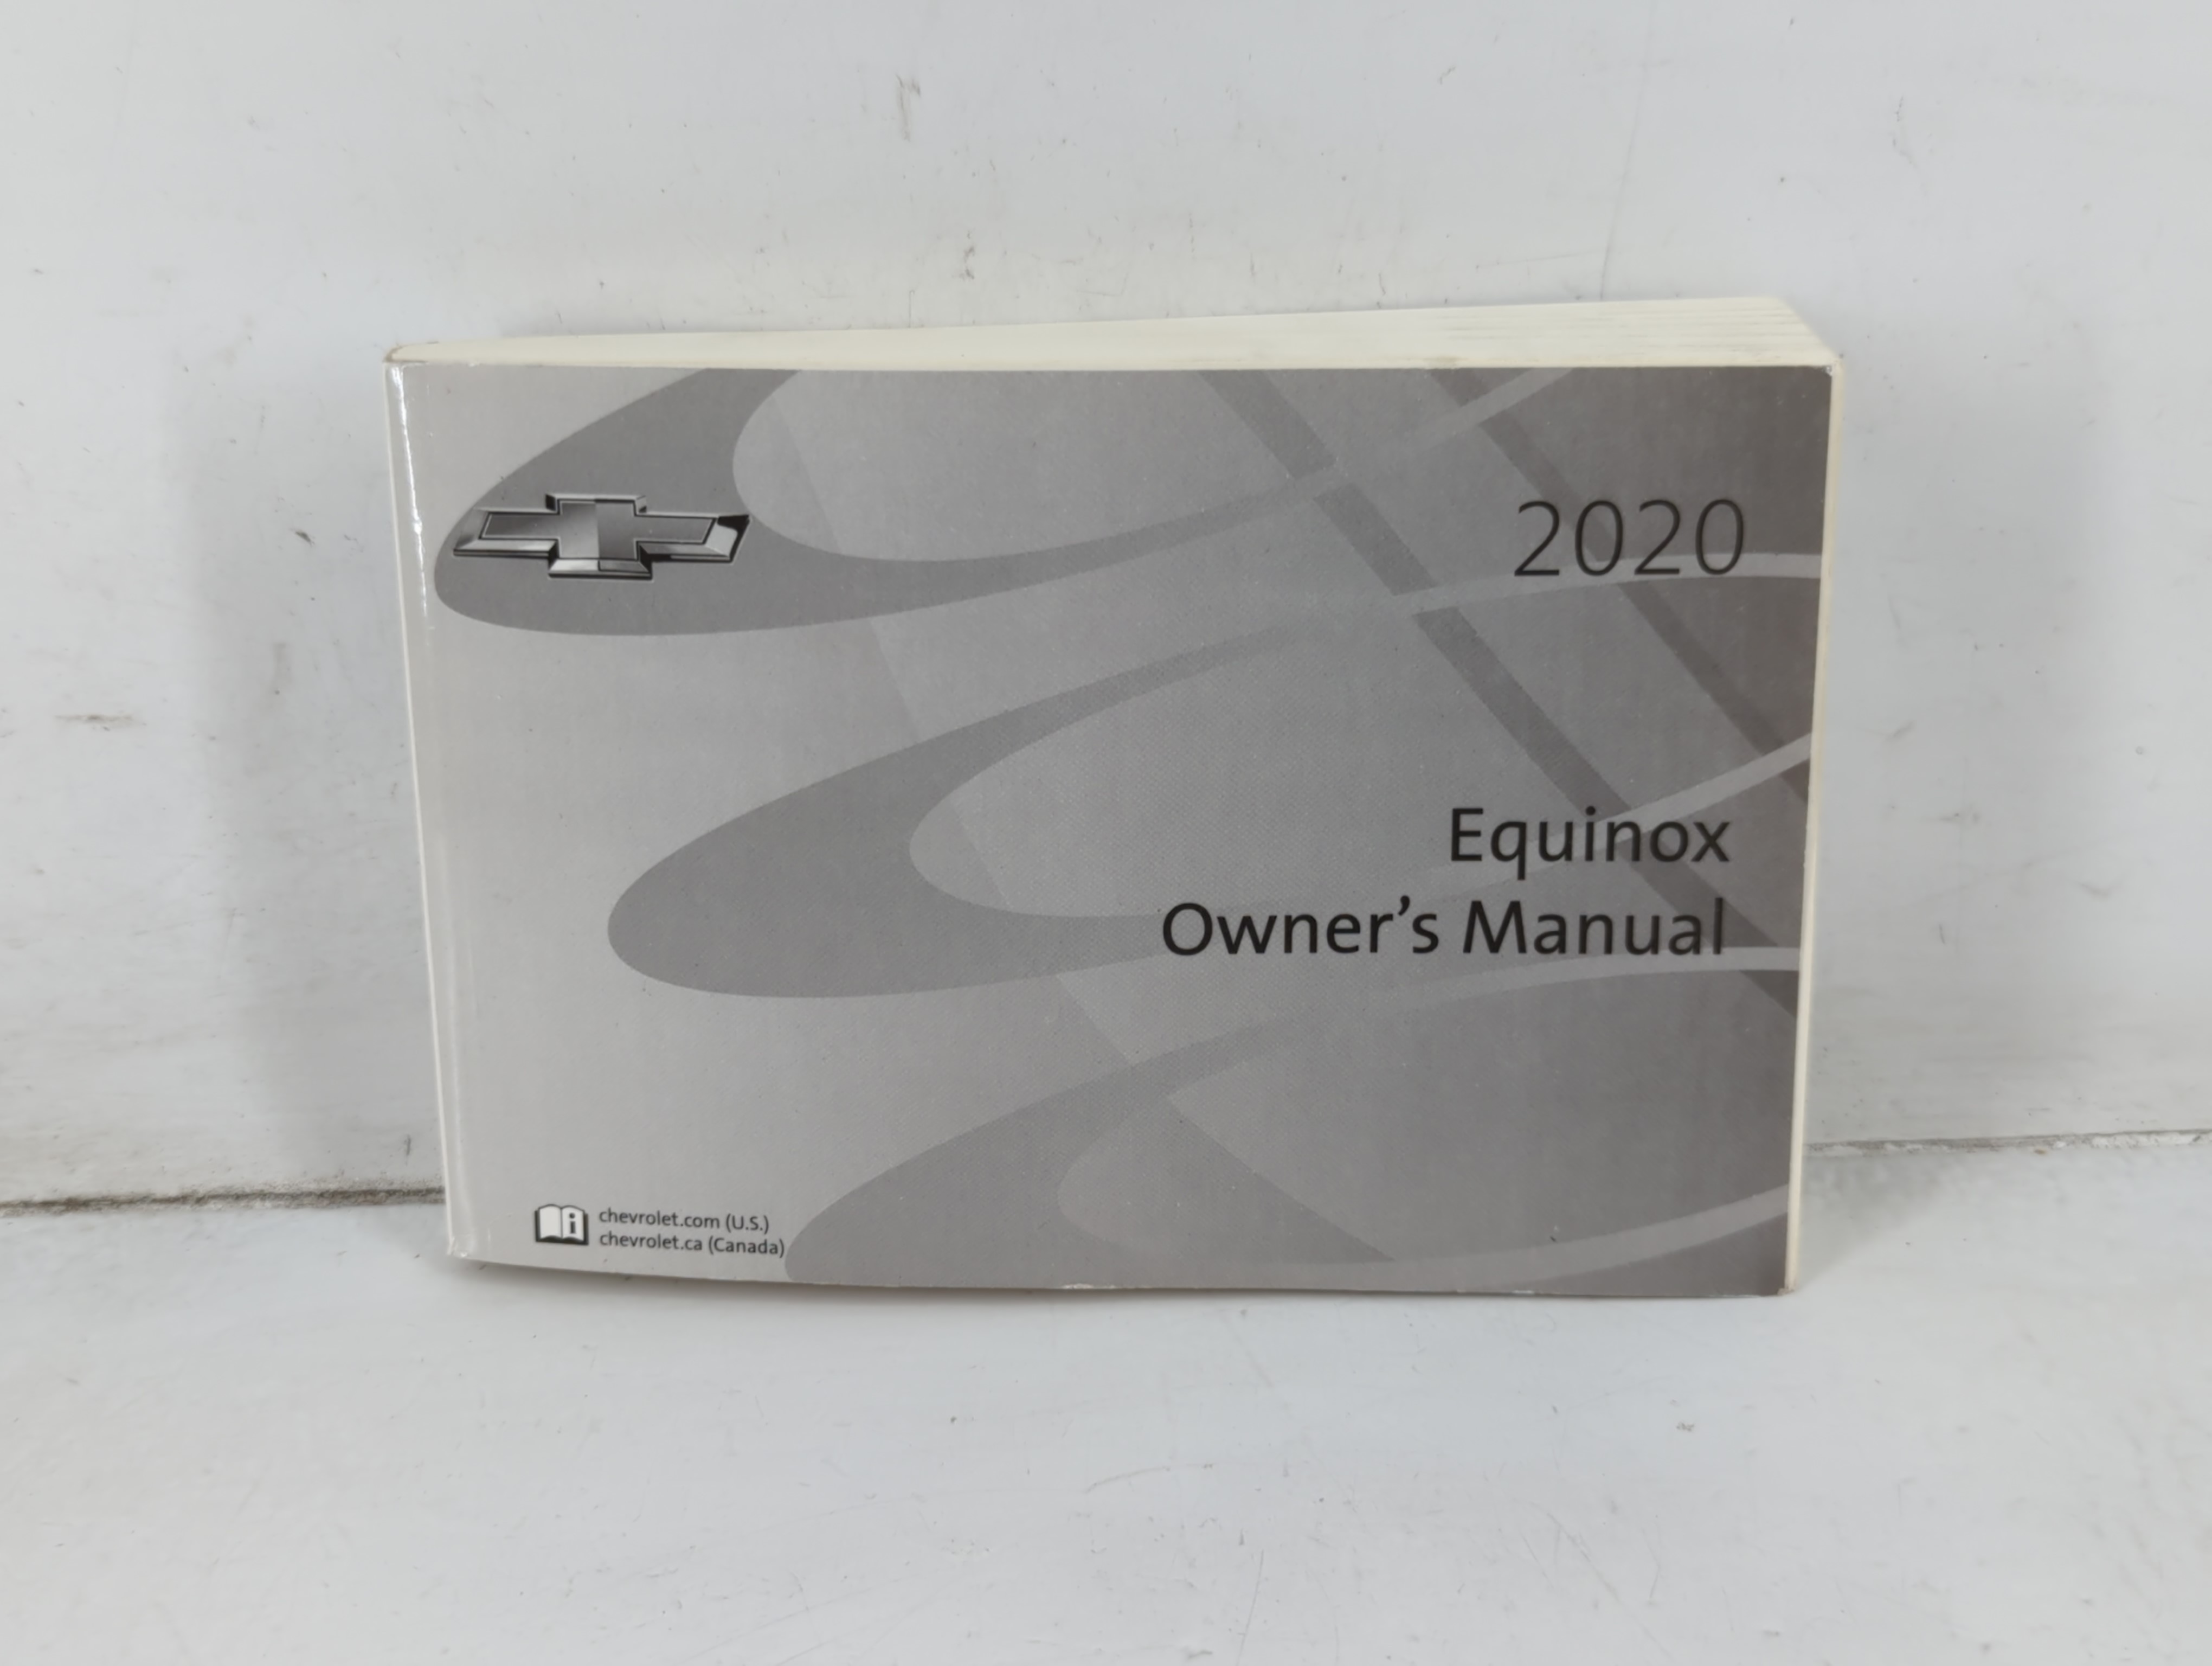 2020
Equinox
Owner’s Manual
chevrolet.com (U.S.)
chevrolet.ca (Canada)